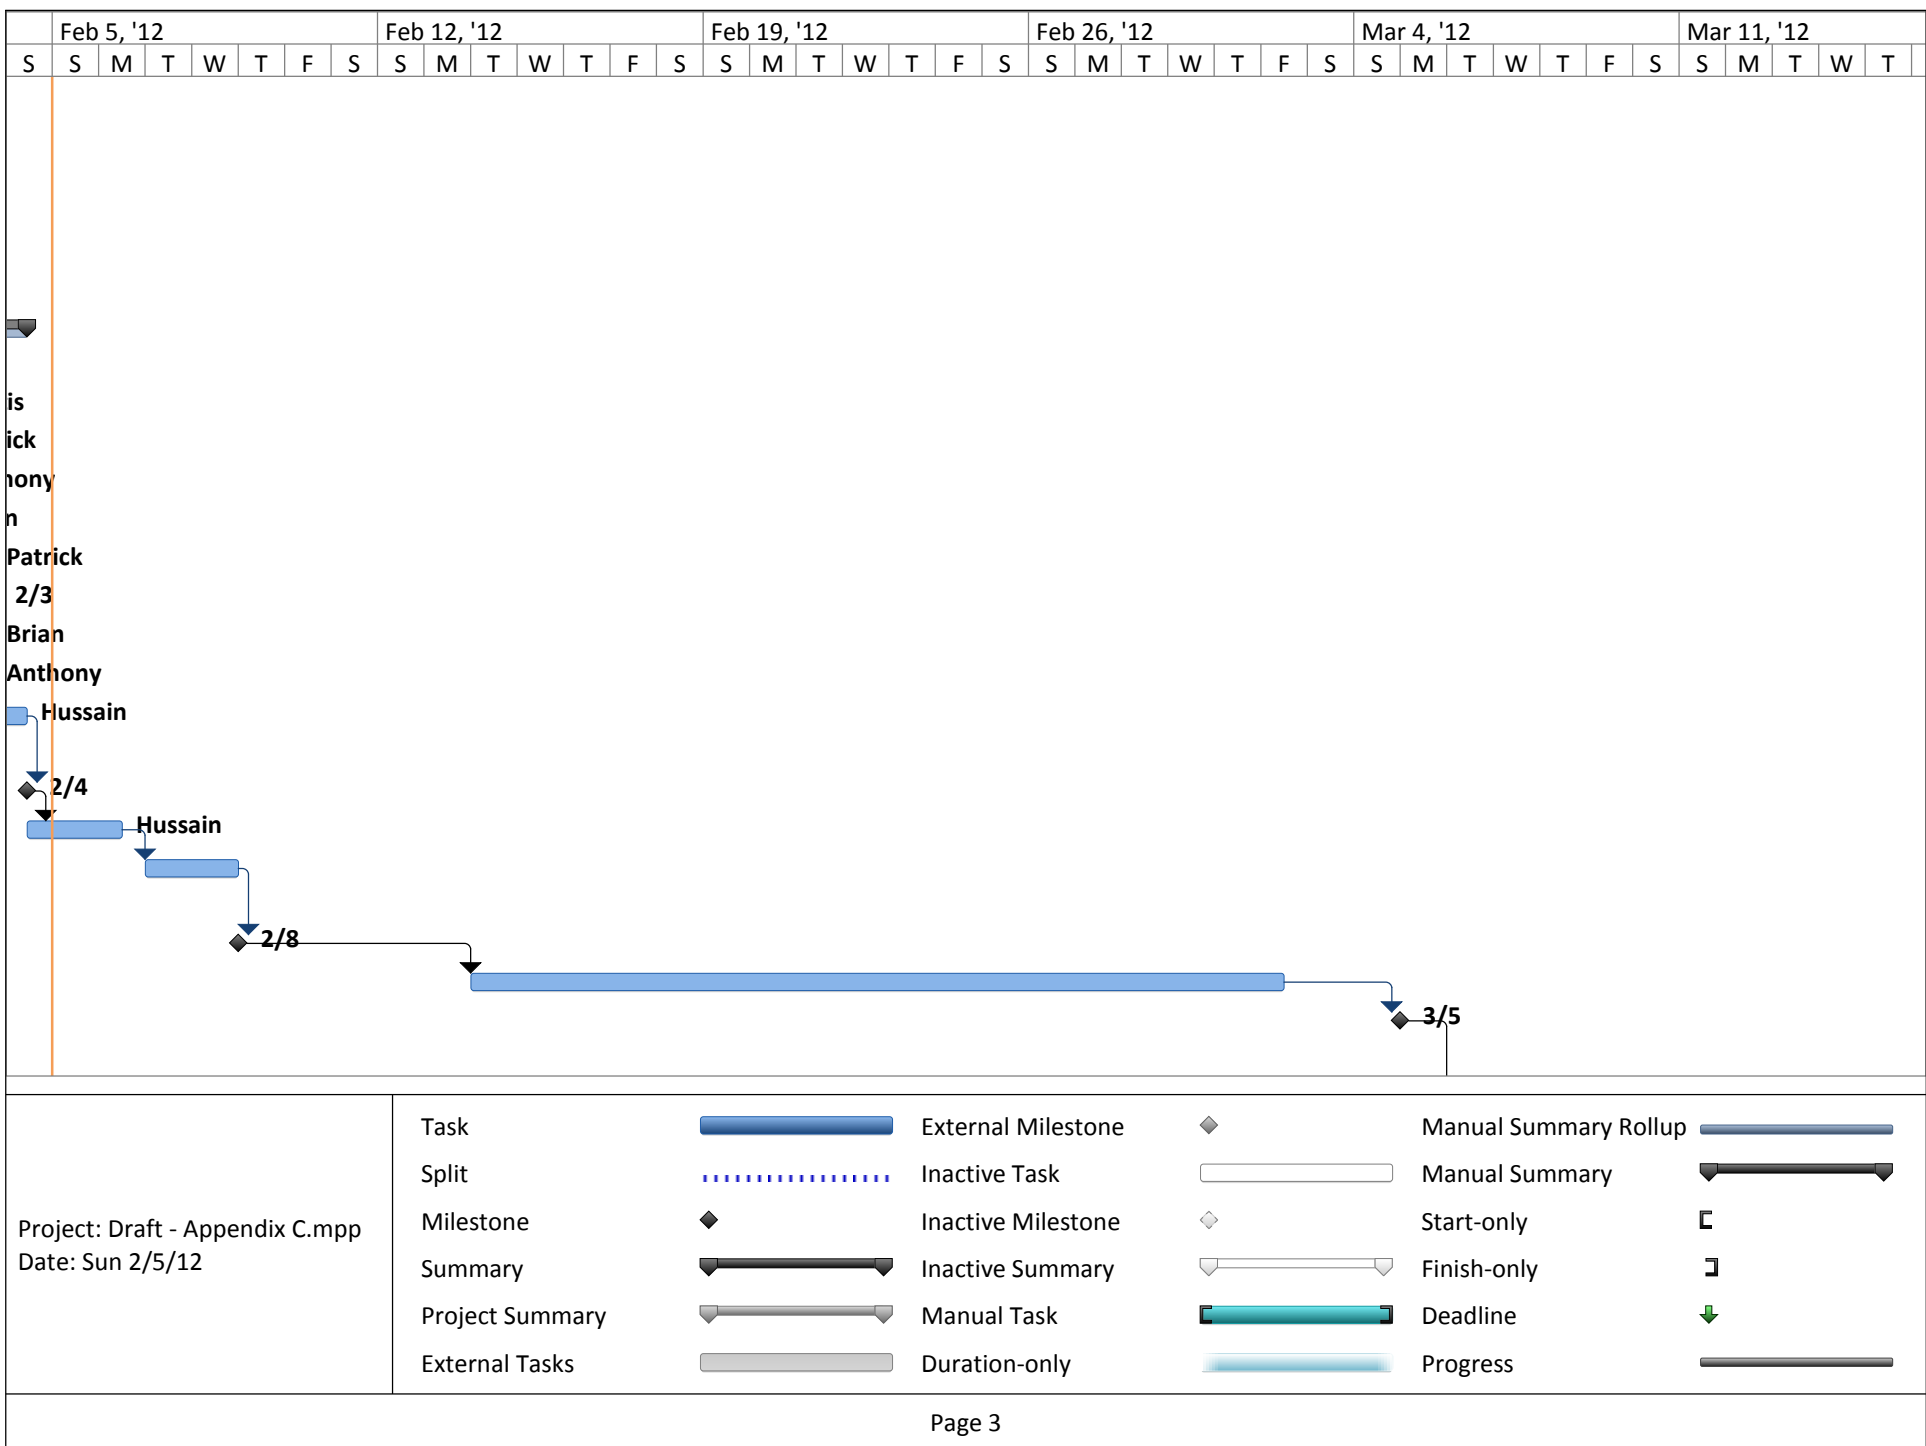 Feb 5, '12 Feb 12, '12 Feb 19, '12 Feb 26, '12 Mar 4, '12 Mar 11, '12
S S M T W T F S S M T W T F S S M T W T F S S M T W T F S S M T W T F S S M T W T
is
ick
hony
n
Patrick
2/3
Brian
Anthony
Hussain
2/4
Hussain
2/8
3/5
Task External Milestone Manual Summary Rollup
Split Inactive Task Manual Summary
Milestone Inactive Milestone Start-only
Summary Inactive Summary Finish-only
Project Summary Manual Task Deadline
External Tasks Duration-only Progress
Project: Draft - Appendix C.mpp
Date: Sun 2/5/12
Page 3